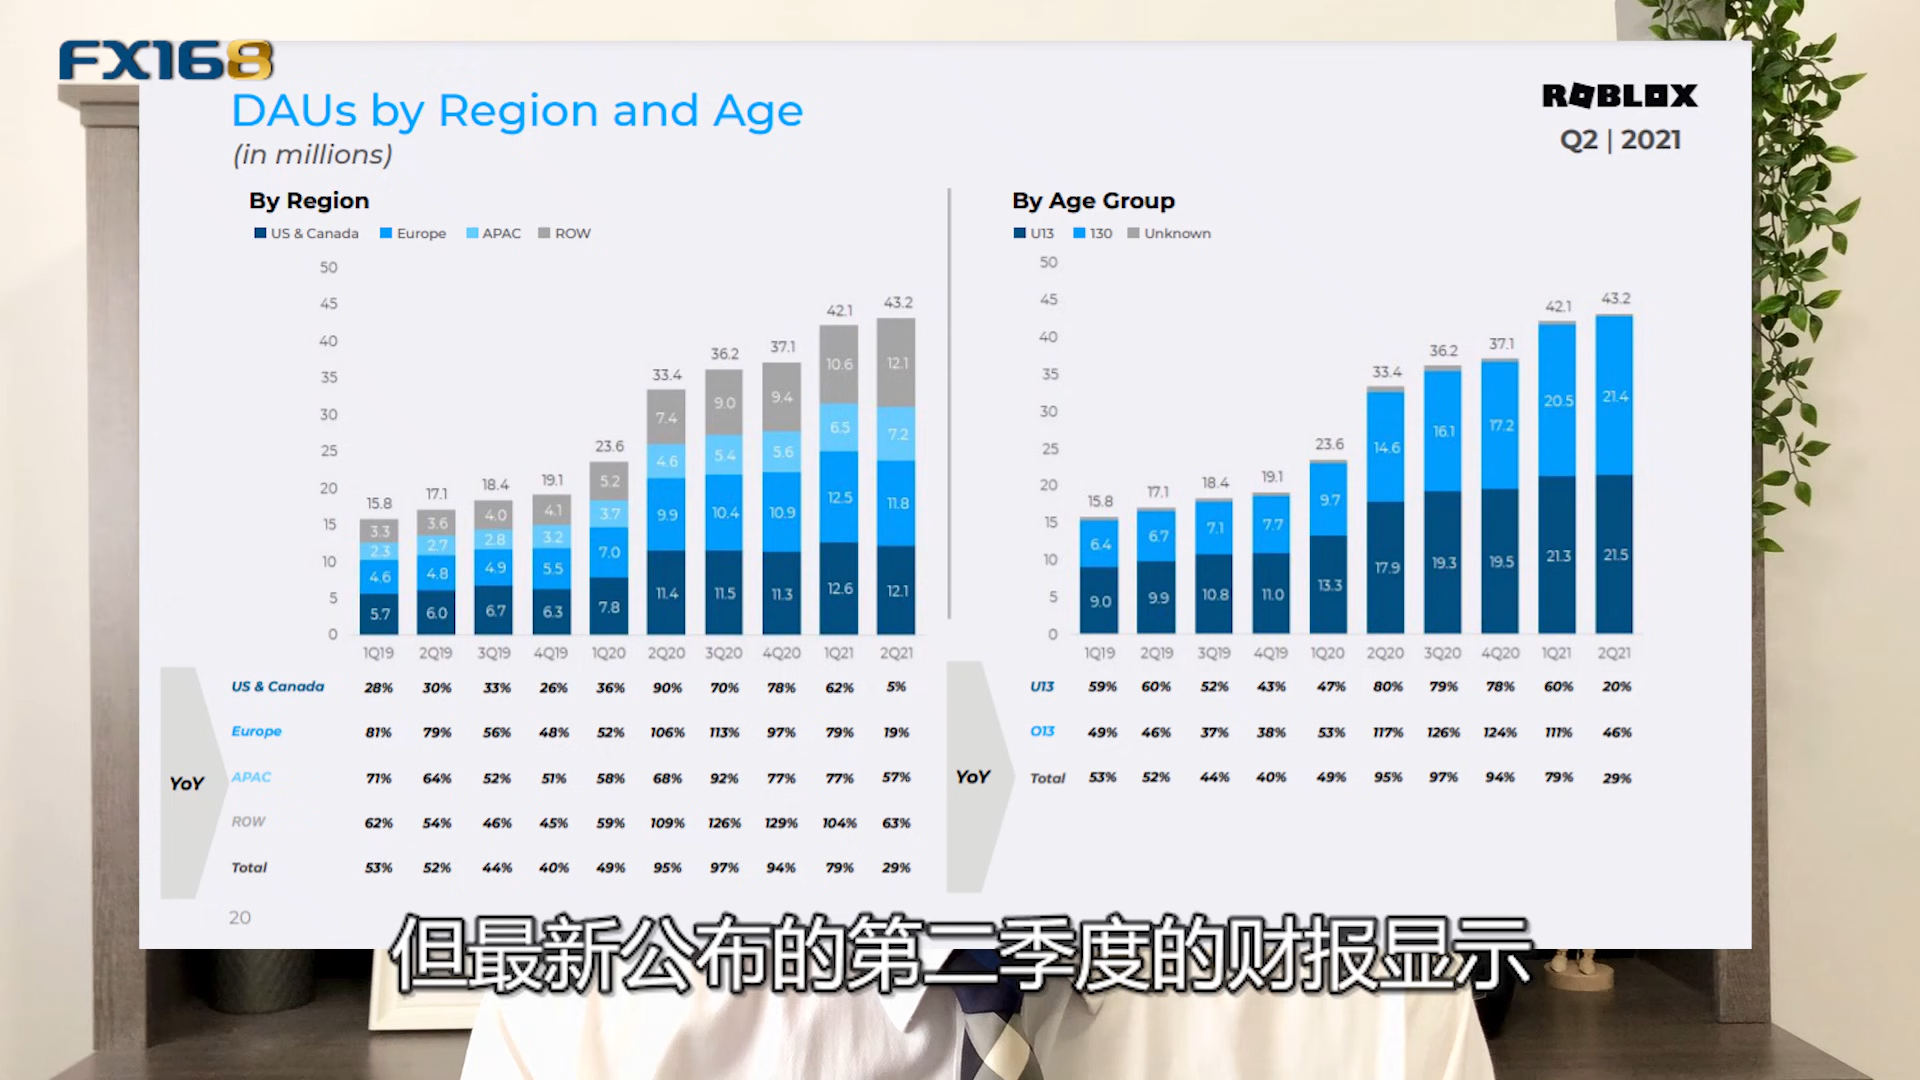 FX168
DAUs by Region and Age
(in millions)
ROBLOX
Q2 | 2021
By Region
US & Canada Europe APAC ROW
50
45
40
35
30
25
20
15
10
5
0
15.8 17.1 18.4 19.1 23.6 33.4 36.2 37.1 42.1 43.2
3.3 3.6 4.0 4.1 5.2 7.4 9.0 9.4 10.6 12.1
2.3 2.7 2.8 3.2 3.7 4.6 5.4 5.6 6.5 7.2
4.6 4.8 4.9 5.5 7.0 9.9 10.4 10.9 12.5 11.8
5.7 6.0 6.7 6.3 7.8 11.4 11.5 11.3 12.6 12.1
1Q19 2Q19 3Q19 4Q19 1Q20 2Q20 3Q20 4Q20 1Q21 2Q21
YoY
US & Canada 28% 30% 33% 26% 36% 90% 70% 78% 62% 5%
Europe 81% 79% 56% 48% 52% 106% 113% 97% 79% 19%
APAC 71% 64% 52% 51% 58% 68% 92% 77% 77% 57%
ROW 62% 54% 46% 45% 59% 109% 126% 129% 104% 63%
Total 53% 52% 44% 40% 49% 95% 97% 94% 79% 29%
By Age Group
U13 130 Unknown
50
45
40
35
30
25
20
15
10
5
0
15.8 17.1 18.4 19.1 23.6 33.4 36.2 37.1 42.1 43.2
6.4 6.7 7.1 7.7 9.7 14.6 16.1 17.2 20.5 21.4
9.0 9.9 10.8 11.0 13.3 17.9 19.3 19.5 21.3 21.5
1Q19 2Q19 3Q19 4Q19 1Q20 2Q20 3Q20 4Q20 1Q21 2Q21
YoY
U13 59% 60% 52% 43% 47% 80% 79% 78% 60% 20%
O13 49% 46% 37% 38% 53% 117% 126% 124% 111% 46%
Total 53% 52% 44% 40% 49% 95% 97% 94% 79% 29%
20
但最新公布的第二季度的财报显示